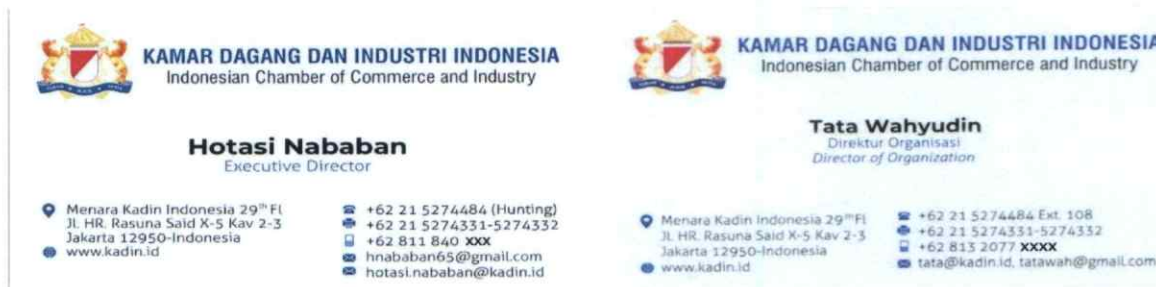 KAMAR DAGANG DAN INDUSTRI INDONESIA
Indonesian Chamber of Commerce and Industry
Hotasi Nababan
Executive Director
Menara Kadin Indonesia 29th Fl
Jl. HR. Rasuna Said X-5 Kav 2-3
Jakarta 12950-Indonesia
www.kadin.id
+62 21 5274484 (Hunting)
+62 21 5274331-5274332
+62 811 840 xxx
hnababan65@gmail.com
hotasi.nababan@kadin.id
KAMAR DAGANG DAN INDUSTRI INDONESIA
Indonesian Chamber of Commerce and Industry
Tata Wahyudin
Direktur Organisasi
Director of Organization
Menara Kadin Indonesia 29th Fl
Jl. HR. Rasuna Said X-5 Kav 2-3
Jakarta 12950-Indonesia
www.kadin.id
+62 21 5274484 Ext. 108
+62 21 5274331-5274332
+62 813 2077 XXXX
tata@kadin.id, tatawah@gmail.com